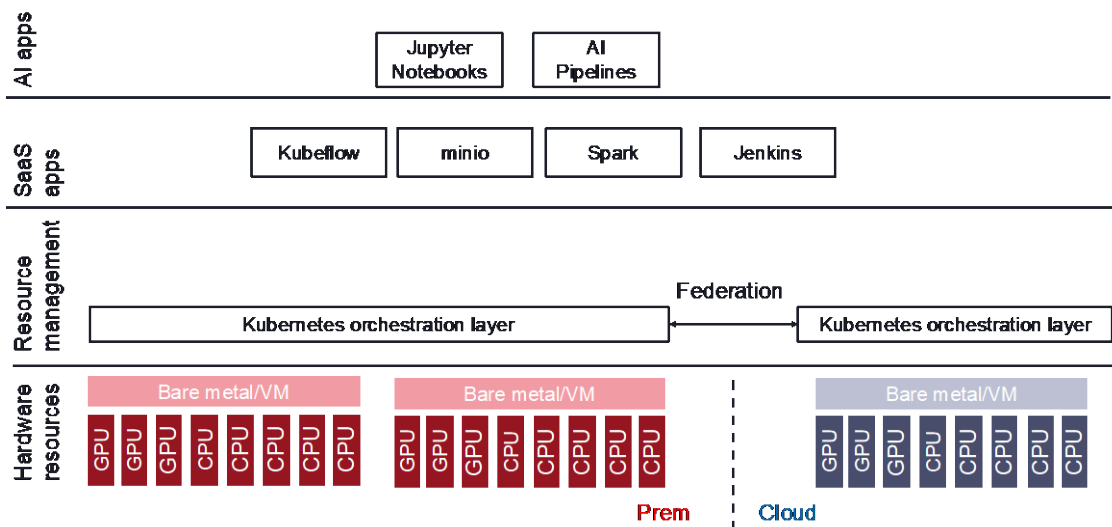 AI apps
Jupyter
Notebooks
AI
Pipelines
SaaS
apps
Kubeflow
minio
Spark
Jenkins
Resource
management
Federation
Kubernetes orchestration layer
Kubernetes orchestration layer
Hardware
resources
Bare metal/VM
Bare metal/VM
Bare metal/VM
GPU
GPU
GPU
CPU
CPU
CPU
CPU
CPU
GPU
GPU
GPU
CPU
CPU
CPU
CPU
CPU
GPU
GPU
GPU
CPU
CPU
CPU
CPU
CPU
Prem
Cloud